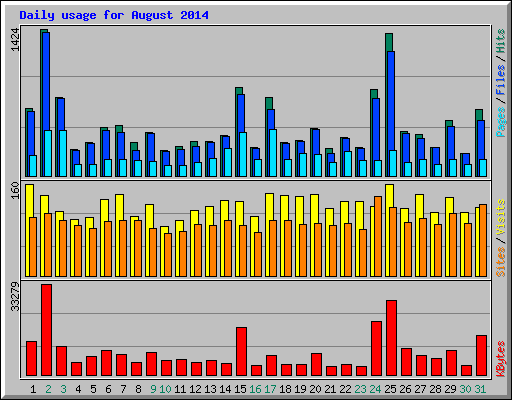 Daily usage for August 2014
1424
Pages/Files/Hits
160
Sites/Visits
33279
KBytes
1 2 3 4 5 6 7 8 9 10 11 12 13 14 15 16 17 18 19 20 21 22 23 24 25 26 27 28 29 30 31